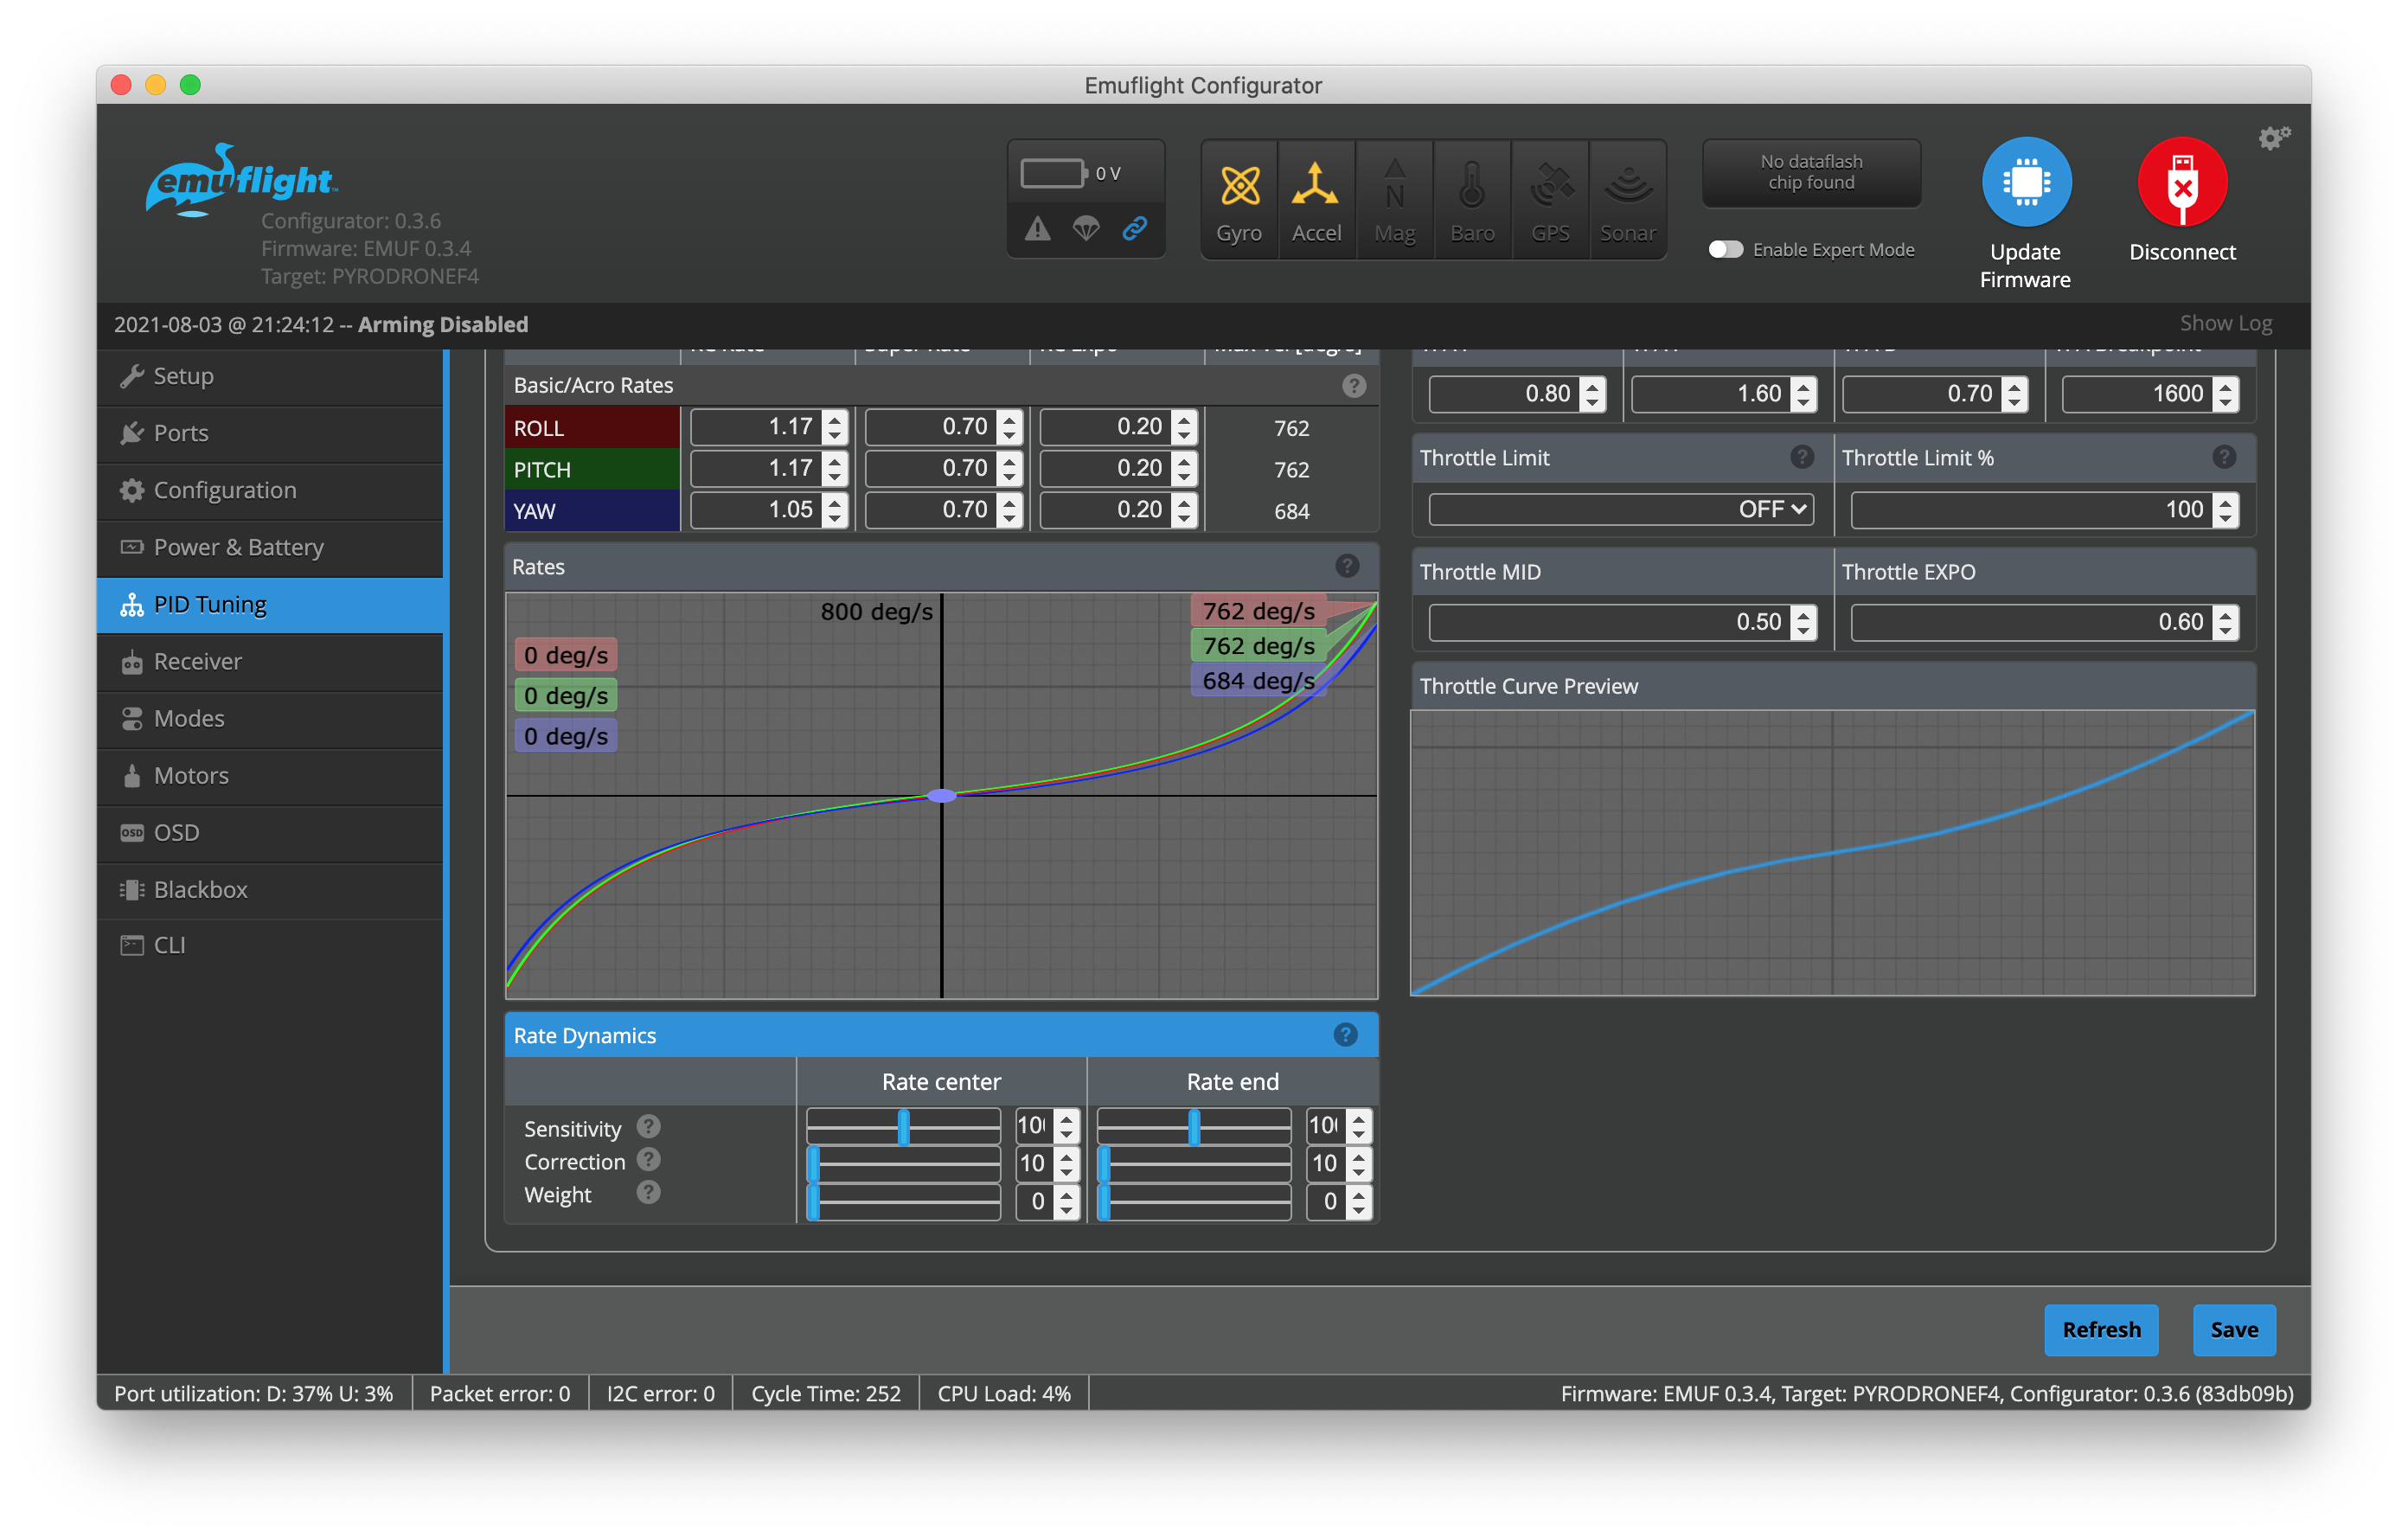 Emuflight Configurator
emuflight
Configurator: 0.3.6
Firmware: EMUF 0.3.4
Target: PYRODRONEF4
0 V
Gyro
Accel
N
Mag
Baro
GPS
Sonar
No dataflash
chip found
Enable Expert Mode
Update
Firmware
Disconnect
2021-08-03 @ 21:24:12 -- Arming Disabled
Show Log
Setup
Ports
Configuration
Power & Battery
PID Tuning
Receiver
Modes
Motors
OSD OSD
Blackbox
CLI
Basic/Acro Rates ?
ROLL 1.17 0.70 0.20 762
PITCH 1.17 0.70 0.20 762
YAW 1.05 0.70 0.20 684
Rates ?
800 deg/s
0 deg/s
0 deg/s
0 deg/s
762 deg/s
762 deg/s
684 deg/s
Rate Dynamics ?
Rate center Rate end
Sensitivity ? 10 10
Correction ? 10 10
Weight ? 0 0
0.80 1.60 0.70 1600
Throttle Limit ? Throttle Limit % ?
OFF 100
Throttle MID Throttle EXPO
0.50 0.60
Throttle Curve Preview
Refresh
Save
Port utilization: D: 37% U: 3% Packet error: 0 I2C error: 0 Cycle Time: 252 CPU Load: 4% Firmware: EMUF 0.3.4, Target: PYRODRONEF4, Configurator: 0.3.6 (83db09b)